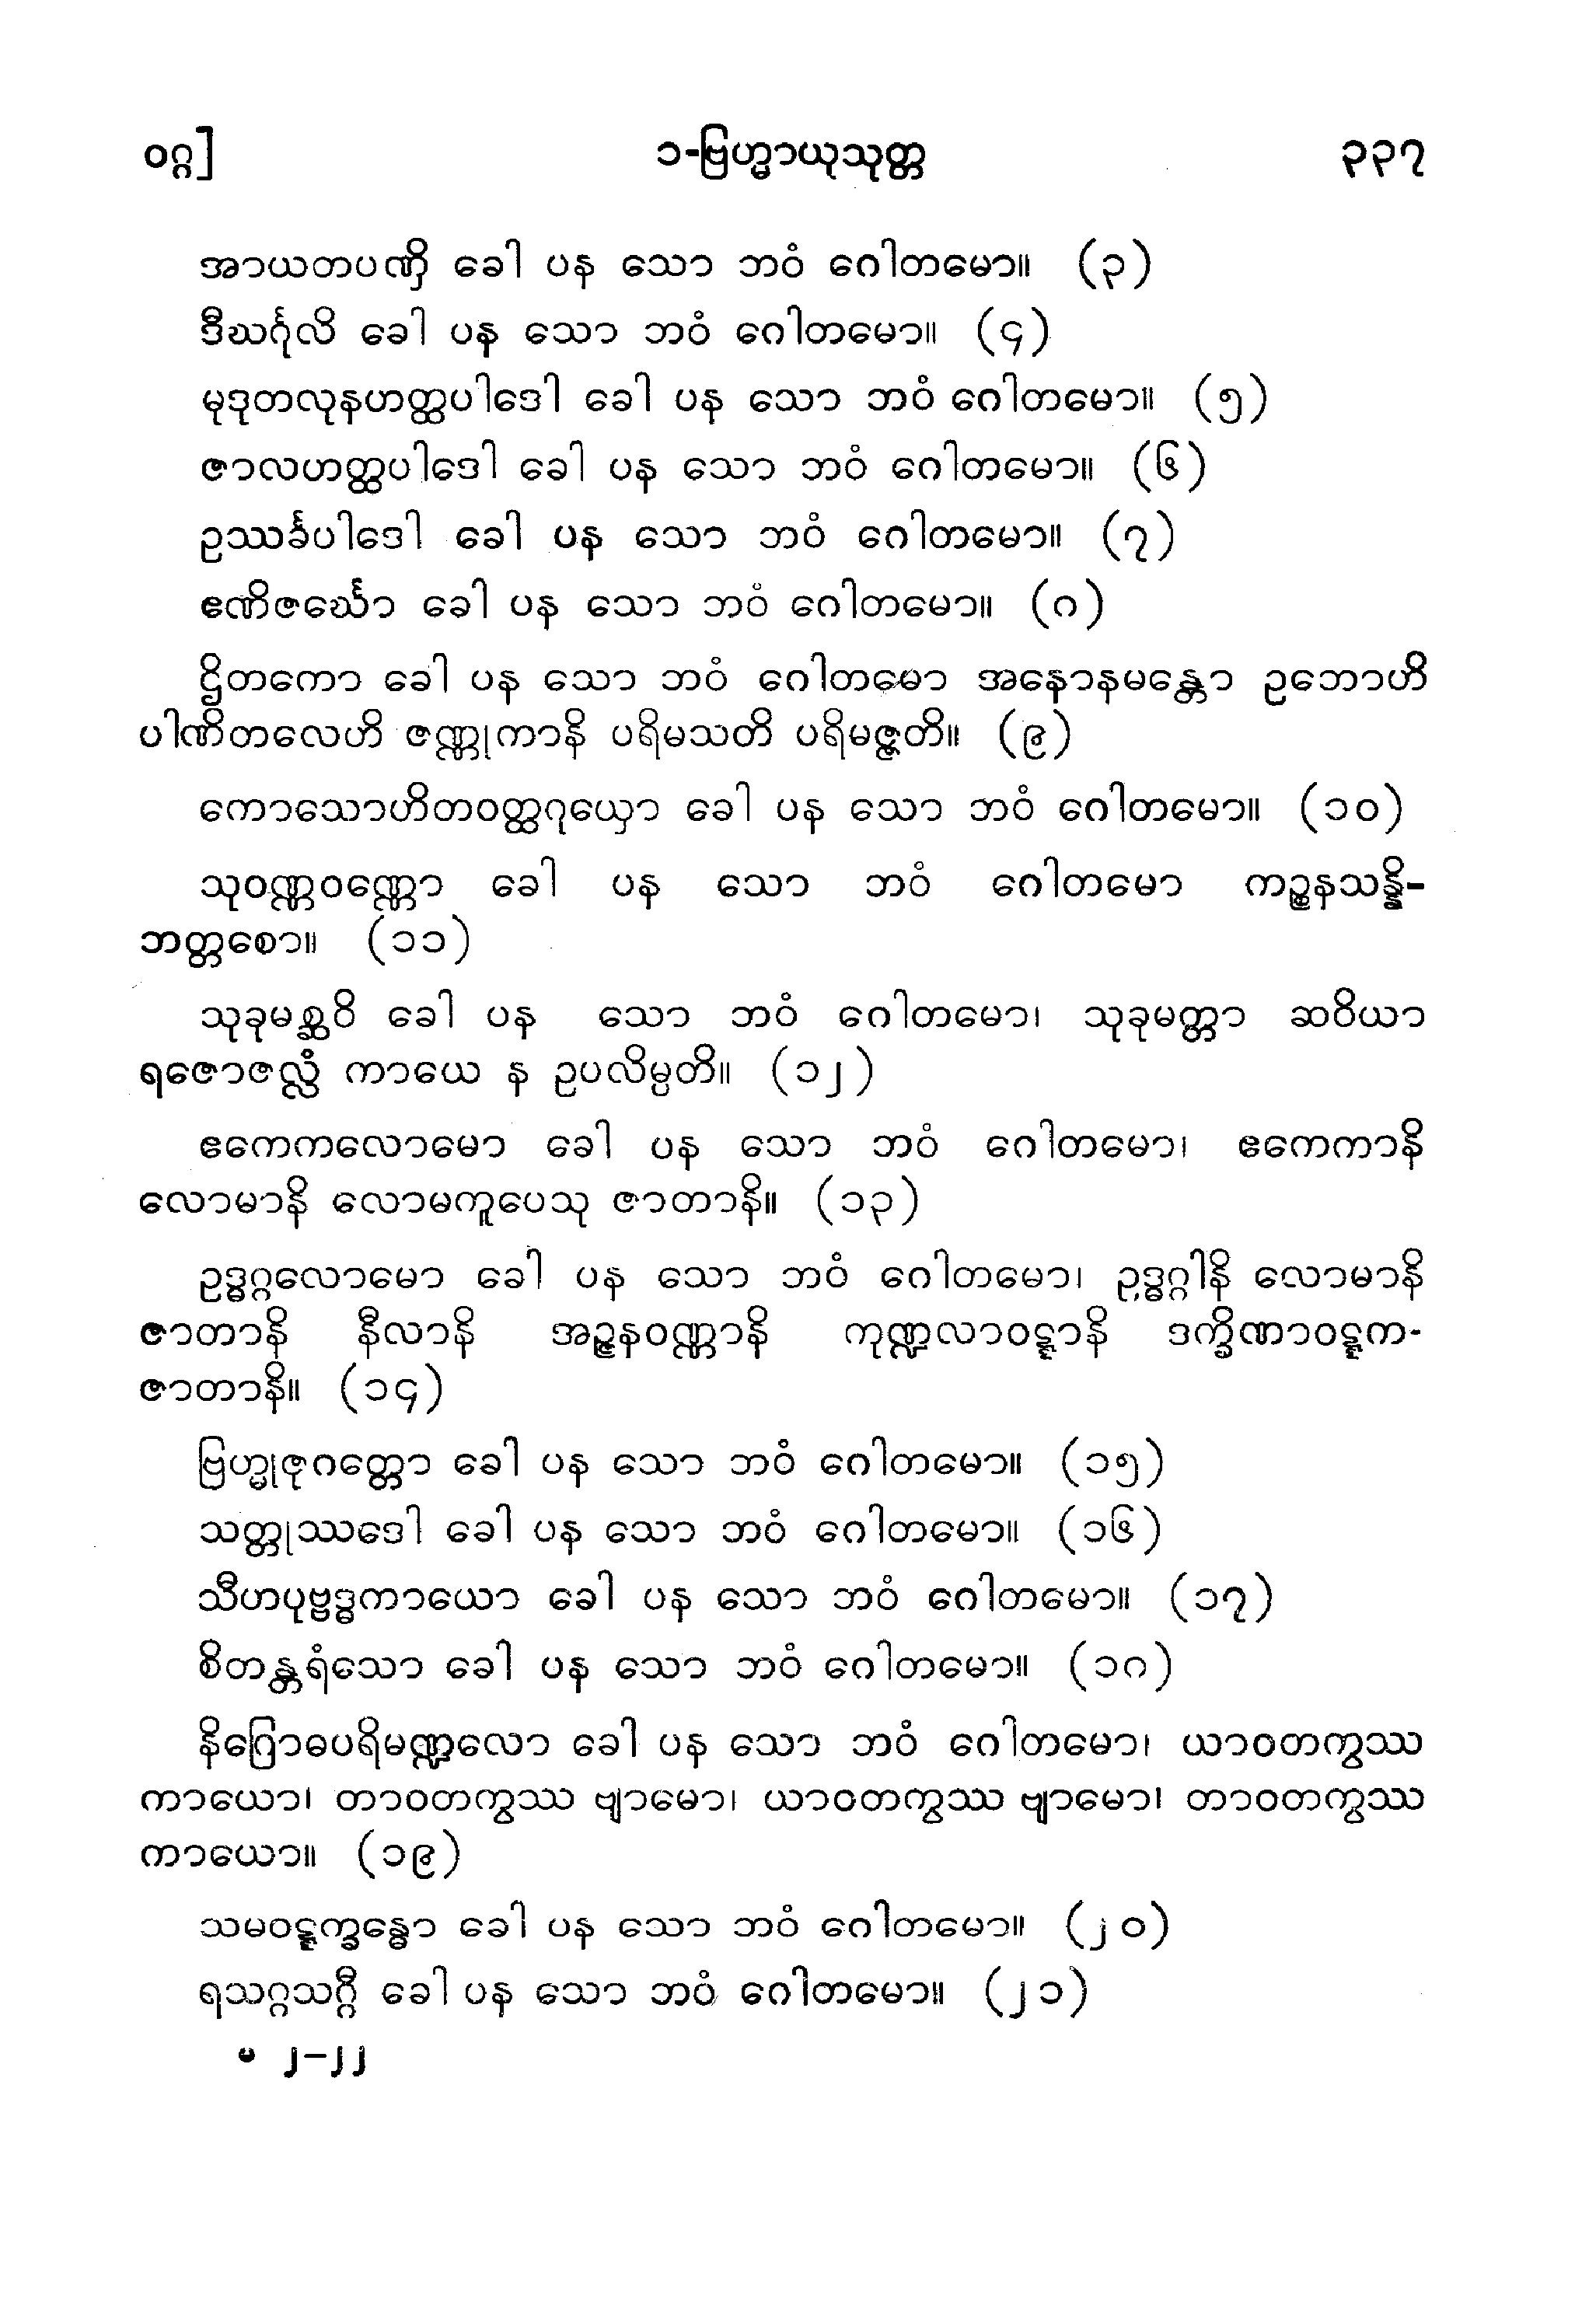 ဝဂ္ဂ] ၁-ဗြဟ္မာယုသုတ္တ ၃၃၇
အာယတပဏှိ ခေါ ပန သော ဘဝံ ဂေါတမော။ (၃)
ဒီဃင်္ဂုလိ ခေါ ပန သော ဘဝံ ဂေါတမော။ (၄)
မုဒုတလုနဟတ္ထပါဒေါ ခေါ ပန သော ဘဝံ ဂေါတမော။ (၅)
ဇာလဟတ္ထပါဒေါ ခေါ ပန သော ဘဝံ ဂေါတမော။ (၆)
ဥဿင်္ခပါဒေါ ခေါ ပန သော ဘဝံ ဂေါတမော။ (၇)
ဧဏိဇင်္ဃော ခေါ ပန သော ဘဝံ ဂေါတမော။ (၈)
ဌိတကော ခေါ ပန သော ဘဝံ ဂေါတမော အနောနမန္တော ဥဘောဟိ
ပါဏိတလေဟိ ဇဏ္ဏုကာနိ ပရိမသတိ ပရိမဇ္ဇတိ။ (၉)
ကောသောဟိတဝတ္ထဂုယှော ခေါ ပန သော ဘဝံ ဂေါတမော။ (၁၀)
သုဝဏ္ဏဝဏ္ဏော ခေါ ပန သော ဘဝံ ဂေါတမော ကဉ္စနသန္နိ-
ဘတ္တစော။ (၁၁)
သုခုမစ္ဆဝိ ခေါ ပန သော ဘဝံ ဂေါတမော၊ သုခုမတ္တာ ဆဝိယာ
ရဇောဇလ္လံ ကာယေ န ဥပလိမ္ပတိ။ (၁၂)
ဧကေကလောမော ခေါ ပန သော ဘဝံ ဂေါတမော၊ ဧကေကာနိ
လောမာနိ လောမကူပေသု ဇာတာနိ။ (၁၃)
ဥဒ္ဓဂ္ဂလောမော ခေါ ပန သော ဘဝံ ဂေါတမော၊ ဥဒ္ဓဂ္ဂါနိ လောမာနိ
ဇာတာနိ နီလာနိ အဉ္ဇနဝဏ္ဏာနိ ကုဏ္ဍလာဝဋ္ဋာနိ ဒက္ခိဏာဝဋ္ဋက-
ဇာတာနိ။ (၁၄)
ဗြဟ္မုဇုဂတ္တော ခေါ ပန သော ဘဝံ ဂေါတမော။ (၁၅)
သတ္တုဿဒေါ ခေါ ပန သော ဘဝံ ဂေါတမော။ (၁၆)
သီဟပုဗ္ဗဒ္ဓကာယော ခေါ ပန သော ဘဝံ ဂေါတမော။ (၁၇)
စိတန္တရံသော ခေါ ပန သော ဘဝံ ဂေါတမော။ (၁၈)
နိဂြောဓပရိမဏ္ဍလော ခေါ ပန သော ဘဝံ ဂေါတမော၊ ယာဝတကွဿ
ကာယော၊ တာဝတကွဿ ဗျာမော၊ ယာဝတကွဿ ဗျာမော၊ တာဝတကွဿ
ကာယော။ (၁၉)
သမဝဋ္ဋက္ခန္ဓော ခေါ ပန သော ဘဝံ ဂေါတမော။ (၂၀)
ရသဂ္ဂသဂ္ဂီ ခေါ ပန သော ဘဝံ ဂေါတမော။ (၂၁)
မ ၂–၂၂